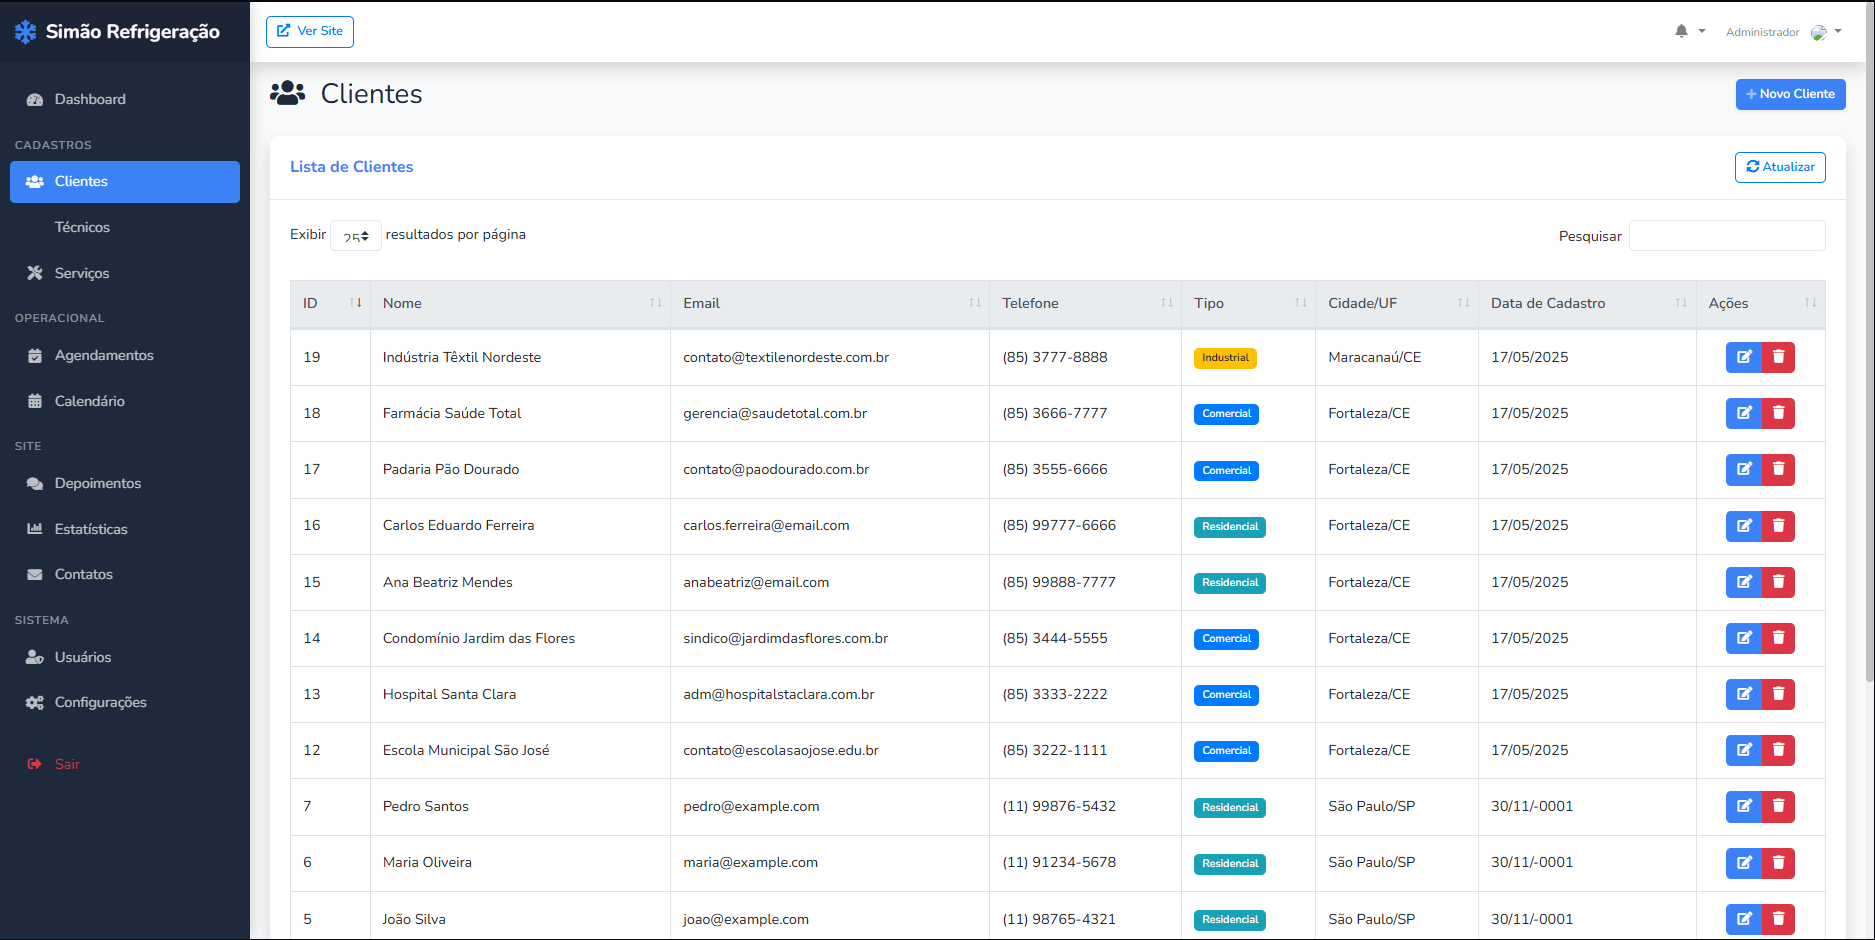 Simão Refrigeração
Dashboard
CADASTROS
Clientes
Técnicos
Serviços
OPERACIONAL
Agendamentos
Calendário
SITE
Depoimentos
Estatísticas
Contatos
SISTEMA
Usuários
Configurações
Sair
Ver Site
Administrador
Clientes
Novo Cliente
Lista de Clientes
Atualizar
Exibir 25 resultados por página
Pesquisar
ID Nome Email Telefone Tipo Cidade/UF Data de Cadastro Ações
19 Indústria Têxtil Nordeste contato@textilenordeste.com.br (85) 3777-8888 Industrial Maracanaú/CE 17/05/2025
18 Farmácia Saúde Total gerencia@saudetotal.com.br (85) 3666-7777 Comercial Fortaleza/CE 17/05/2025
17 Padaria Pão Dourado contato@paodourado.com.br (85) 3555-6666 Comercial Fortaleza/CE 17/05/2025
16 Carlos Eduardo Ferreira carlos.ferreira@email.com (85) 99777-6666 Residencial Fortaleza/CE 17/05/2025
15 Ana Beatriz Mendes anabeatriz@email.com (85) 99888-7777 Residencial Fortaleza/CE 17/05/2025
14 Condomínio Jardim das Flores sindico@jardimdasflores.com.br (85) 3444-5555 Comercial Fortaleza/CE 17/05/2025
13 Hospital Santa Clara adm@hospitalstaclara.com.br (85) 3333-2222 Comercial Fortaleza/CE 17/05/2025
12 Escola Municipal São José contato@escolasaojose.edu.br (85) 3222-1111 Comercial Fortaleza/CE 17/05/2025
7 Pedro Santos pedro@example.com (11) 99876-5432 Residencial São Paulo/SP 30/11/-0001
6 Maria Oliveira maria@example.com (11) 91234-5678 Residencial São Paulo/SP 30/11/-0001
5 João Silva joao@example.com (11) 98765-4321 Residencial São Paulo/SP 30/11/-0001